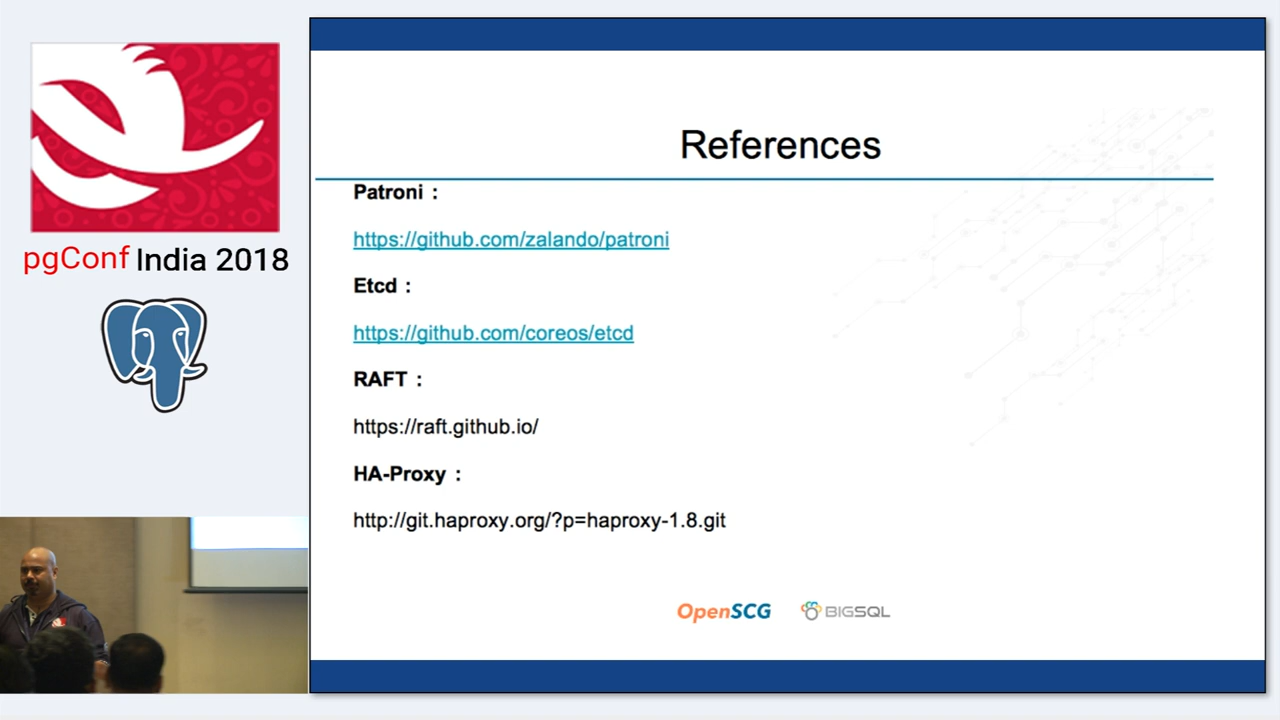 pgConf India 2018
References
Patroni :
https://github.com/zalando/patroni
Etcd :
https://github.com/coreos/etcd
RAFT :
https://raft.github.io/
HA-Proxy :
http://git.haproxy.org/?p=haproxy-1.8.git
OpenSCG BIGSQL